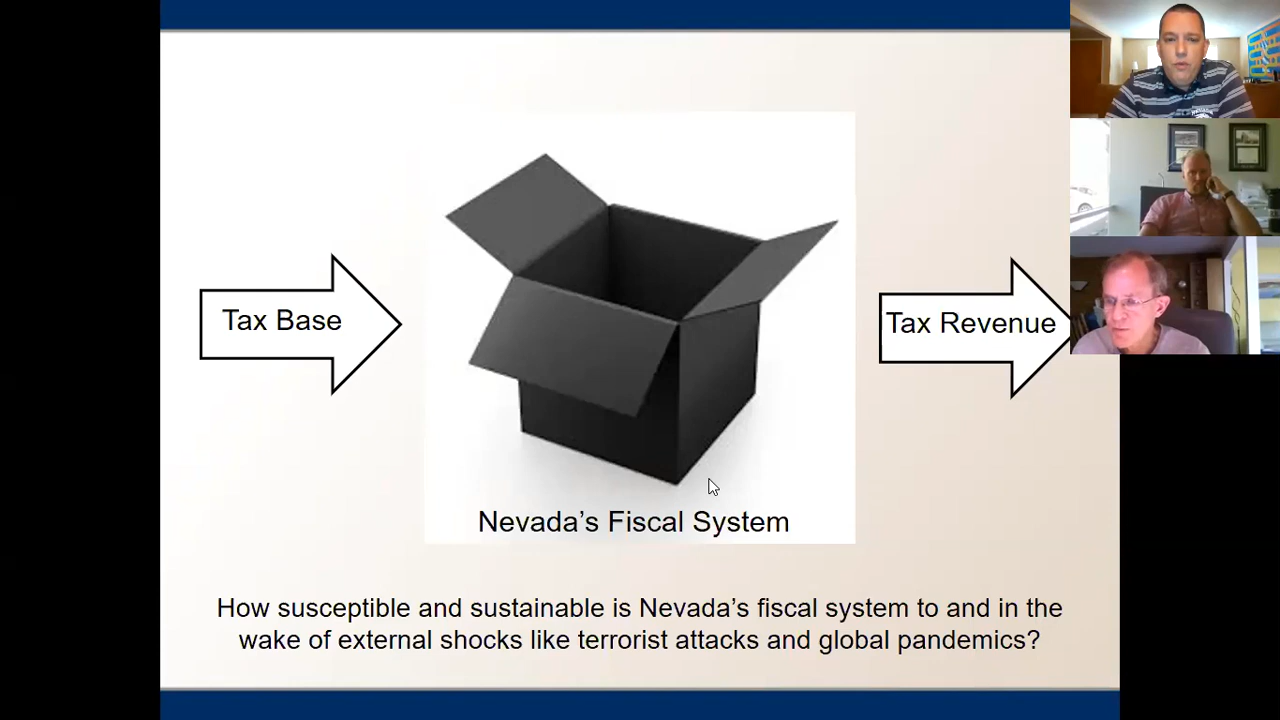 Tax Base
Tax Revenue
Nevada's Fiscal System
How susceptible and sustainable is Nevada's fiscal system to and in the
wake of external shocks like terrorist attacks and global pandemics?